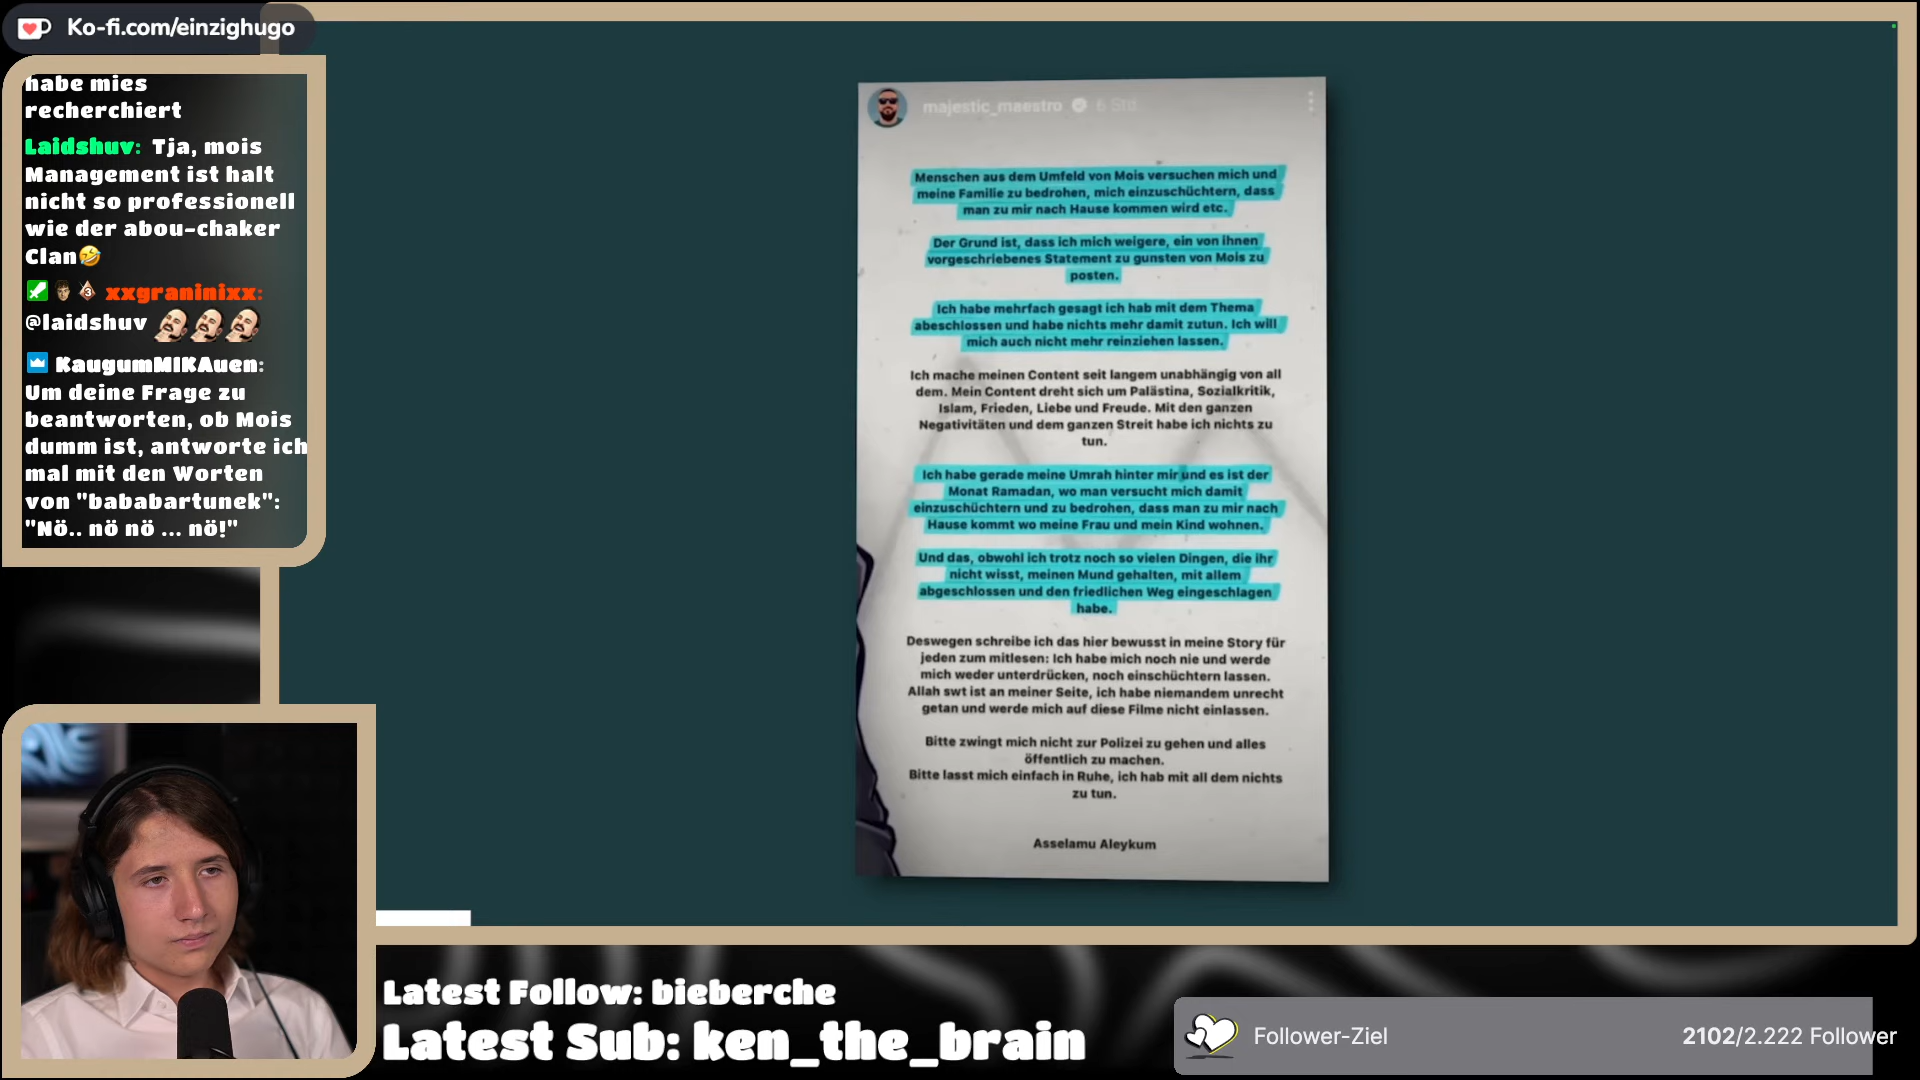 Ko-fi.com/einzighugo
habe mies
recherchiert
Laidshuv: Tja, mois
Management ist halt
nicht so professionell
wie der abou-chaker
Clan🤣
xxgraninixx:
@laidshuv
KaugumMIKAuen:
Um deine Frage zu
beantworten, ob Mois
dumm ist, antworte ich
mal mit den Worten
von "bababartunek":
"Nö.. nö nö ... nö!"
majestic_maestro 6 Std.
Menschen aus dem Umfeld von Mois versuchen mich und
meine Familie zu bedrohen, mich einzuschüchtern, dass
man zu mir nach Hause kommen wird etc.
Der Grund ist, dass ich mich weigere, ein von ihnen
vorgeschriebenes Statement zu gunsten von Mois zu
posten.
Ich habe mehrfach gesagt ich hab mit dem Thema
abeschlossen und habe nichts mehr damit zutun. Ich will
mich auch nicht mehr reinziehen lassen.
Ich mache meinen Content seit langem unabhängig von all
dem. Mein Content dreht sich um Palästina, Sozialkritik,
Islam, Frieden, Liebe und Freude. Mit den ganzen
Negativitäten und dem ganzen Streit habe ich nichts zu
tun.
Ich habe gerade meine Umrah hinter mir und es ist der
Monat Ramadan, wo man versucht mich damit
einzuschüchtern und zu bedrohen, dass man zu mir nach
Hause kommt wo meine Frau und mein Kind wohnen.
Und das, obwohl ich trotz noch so vielen Dingen, die ihr
nicht wisst, meinen Mund gehalten, mit allem
abgeschlossen und den friedlichen Weg eingeschlagen
habe.
Deswegen schreibe ich das hier bewusst in meine Story für
jeden zum mitlesen: Ich habe mich noch nie und werde
mich weder unterdrücken, noch einschüchtern lassen.
Allah swt ist an meiner Seite, ich habe niemandem unrecht
getan und werde mich auf diese Filme nicht einlassen.
Bitte zwingt mich nicht zur Polizei zu gehen und alles
öffentlich zu machen.
Bitte lasst mich einfach in Ruhe, ich hab mit all dem nichts
zu tun.
Asselamu Aleykum
Latest Follow: bieberche
Latest Sub: ken_the_brain
Follower-Ziel
2102/2.222 Follower